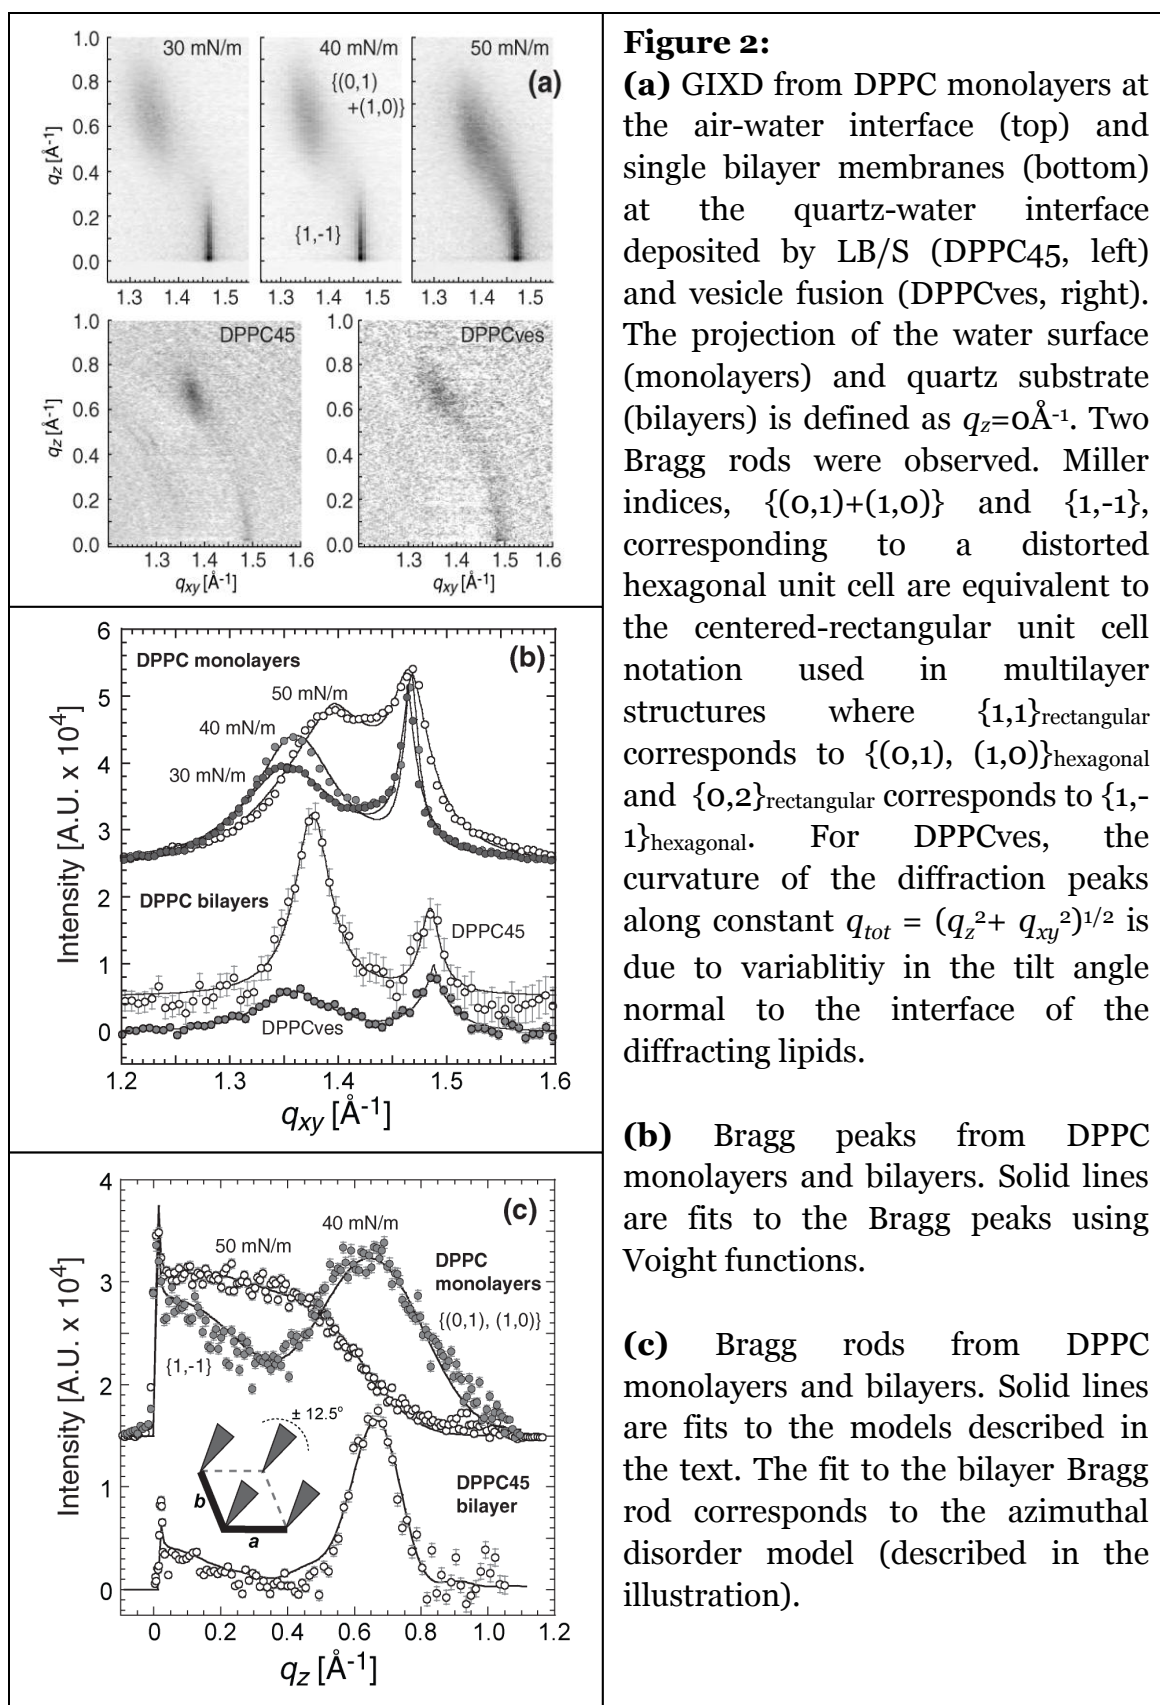 1.0
0.8
0.6
0.4
0.2
0.0
qz [Å-1]
30 mN/m
40 mN/m
50 mN/m
{(0,1)
+(1,0)}
(a)
{1,-1}
1.3 1.4 1.5
1.3 1.4 1.5
1.3 1.4 1.5
1.0
0.8
0.6
0.4
0.2
0.0
qz [Å-1]
DPPC45
1.3 1.4 1.5 1.6
qxy [Å-1]
1.0
0.8
0.6
0.4
0.2
0.0
DPPCves
1.3 1.4 1.5 1.6
qxy [Å-1]
6
5
4
3
2
1
0
Intensity [A.U. x 10⁴)
DPPC monolayers
(b)
50 mN/m
40 mN/m
30 mN/m
DPPC bilayers
DPPC45
DPPCves
1.2 1.3 1.4 1.5 1.6
qxy [Å-1]
4
3
2
1
0
Intensity [A.U. x 10⁴)
(c)
40 mN/m
50 mN/m
DPPC
monolayers
{(0,1), (1,0)}
{1,-1}
± 12.5°
b
a
DPPC45
bilayer
0 0.2 0.4 0.6 0.8 1.0 1.2
qz [Å-1]
Figure 2:
(a) GIXD from DPPC monolayers at
the air-water interface (top) and
single bilayer membranes (bottom)
at the quartz-water interface
deposited by LB/S (DPPC45, left)
and vesicle fusion (DPPCves, right).
The projection of the water surface
(monolayers) and quartz substrate
(bilayers) is defined as qz=0Å-1. Two
Bragg rods were observed. Miller
indices, {(0,1)+(1,0)} and {1,-1},
corresponding to a distorted
hexagonal unit cell are equivalent to
the centered-rectangular unit cell
notation used in multilayer
structures where {1,1}rectangular
corresponds to {(0,1), (1,0)}hexagonal
and {0,2}rectangular corresponds to {1,-
1}hexagonal. For DPPCves, the
curvature of the diffraction peaks
along constant qtot = (qz²+ qxy²)1/2 is
due to variablitiy in the tilt angle
normal to the interface of the
diffracting lipids.
(b) Bragg peaks from DPPC
monolayers and bilayers. Solid lines
are fits to the Bragg peaks using
Voight functions.
(c) Bragg rods from DPPC
monolayers and bilayers. Solid lines
are fits to the models described in
the text. The fit to the bilayer Bragg
rod corresponds to the azimuthal
disorder model (described in the
illustration).